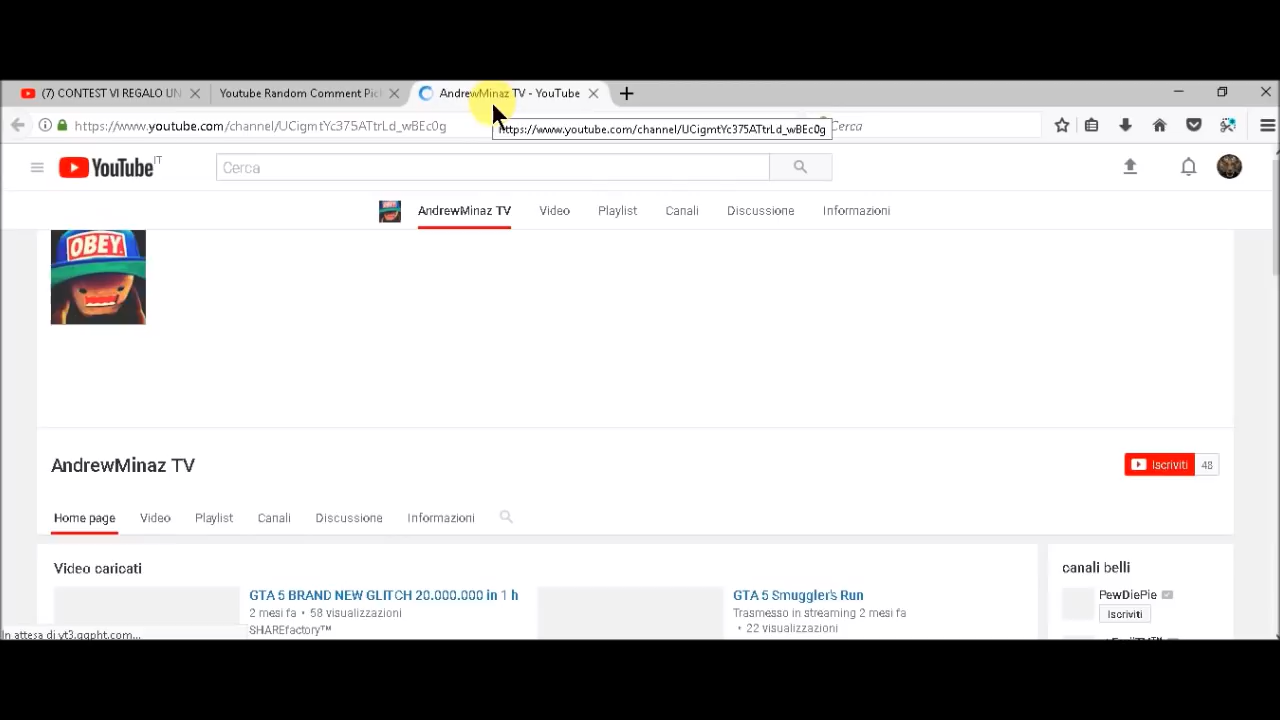 (7) CONTEST VI REGALO UN
Youtube Random Comment Pic
AndrewMinaz TV - YouTube
https://www.youtube.com/channel/UCigmtYc375ATtrLd_wBEc0g
https://www.youtube.com/channel/UCigmtYc375ATtrLd_wBEc0g
Cerca
YouTube IT
Cerca
AndrewMinaz TV
Video
Playlist
Canali
Discussione
Informazioni
OBEY.
AndrewMinaz TV
Iscriviti
48
Home page
Video
Playlist
Canali
Discussione
Informazioni
Video caricati
canali belli
GTA 5 BRAND NEW GLITCH 20.000.000 in 1 h
2 mesi fa • 58 visualizzazioni
SHAREfactory™
GTA 5 Smuggler's Run
Trasmesso in streaming 2 mesi fa
• 22 visualizzazioni
PewDiePie
Iscriviti
In attesa di yt3.ggpht.com...